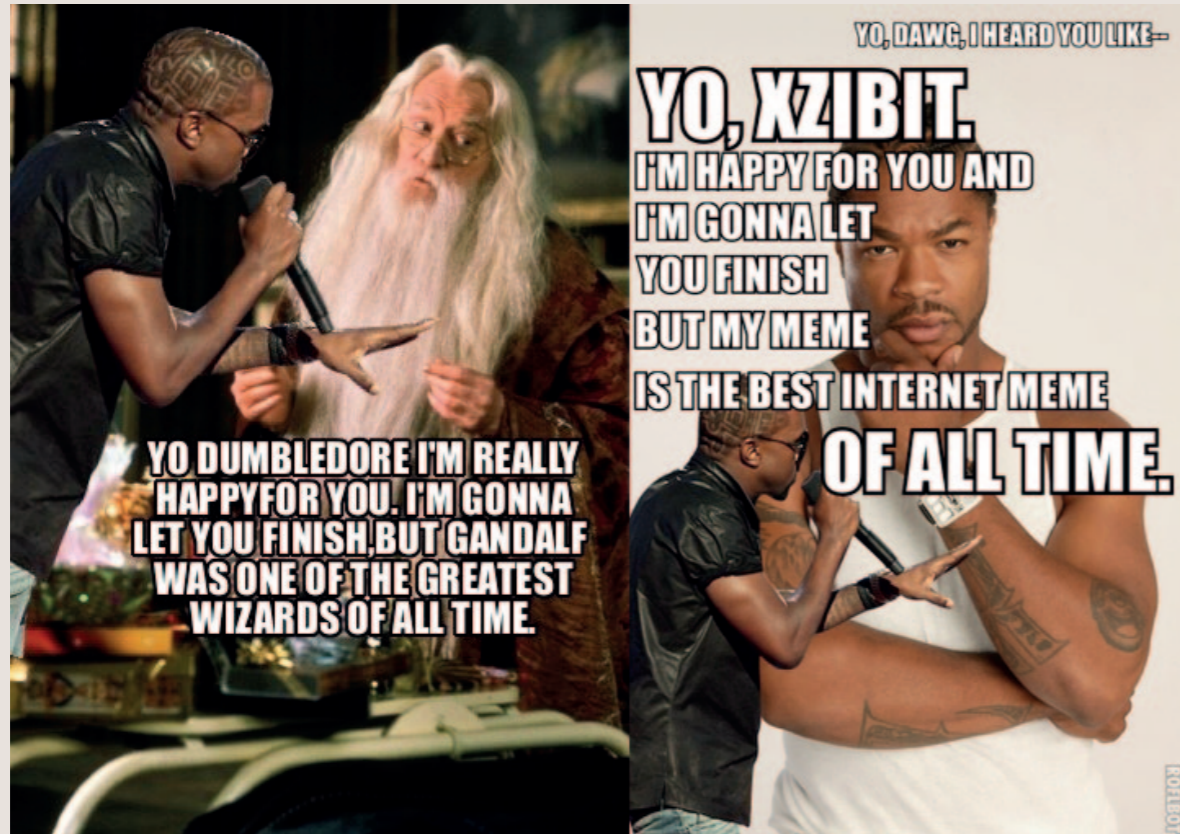 YO DUMBLEDORE I'M REALLY
HAPPYFOR YOU. I'M GONNA
LET YOU FINISH,BUT GANDALF
WAS ONE OF THE GREATEST
WIZARDS OF ALL TIME.
YO, DAWG, I HEARD YOU LIKE--
YO, XZIBIT.
I'M HAPPY FOR YOU AND
I'M GONNA LET
YOU FINISH
BUT MY MEME
IS THE BEST INTERNET MEME
OF ALL TIME.
ROFLBOT